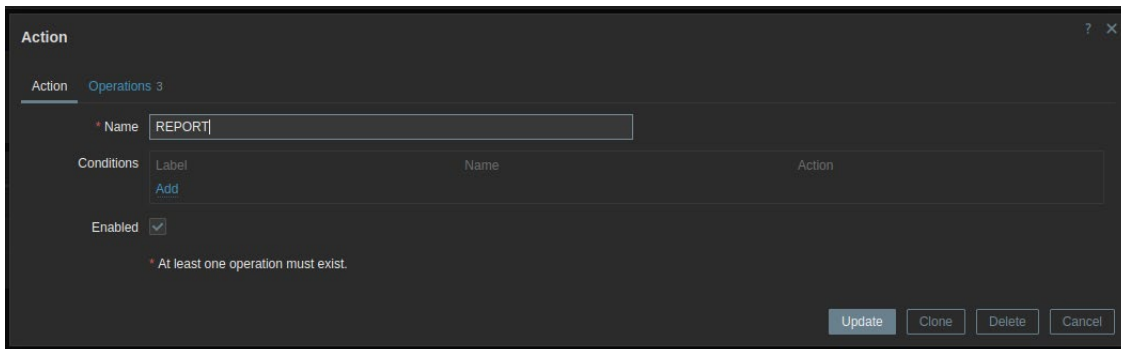 Action
?
Action Operations 3
* Name REPORT
Conditions Label Name Action
Add
Enabled
* At least one operation must exist.
Update Clone Delete Cancel